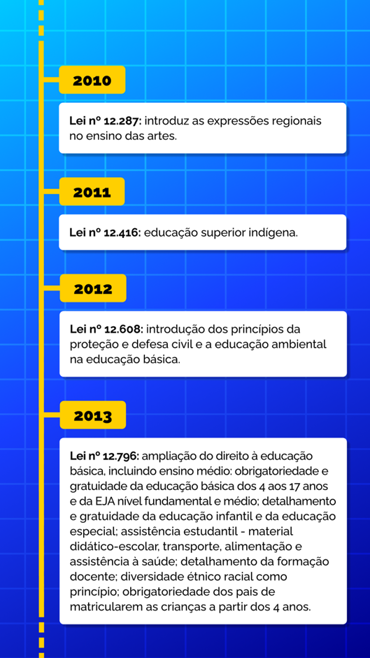 2010
Lei nº 12.287: introduz as expressões regionais
no ensino das artes.
2011
Lei nº 12.416: educação superior indígena.
2012
Lei nº 12.608: introdução dos princípios da
proteção e defesa civil e a educação ambiental
na educação básica.
2013
Lei nº 12.796: ampliação do direito à educação
básica, incluindo ensino médio: obrigatoriedade e
gratuidade da educação básica dos 4 aos 17 anos
e da EJA nível fundamental e médio; detalhamento
e gratuidade da educação infantil e da educação
especial; assistência estudantil - material
didático-escolar, transporte, alimentação e
assistência à saúde; detalhamento da formação
docente; diversidade étnico racial como
princípio; obrigatoriedade dos pais de
matricularem as crianças a partir dos 4 anos.